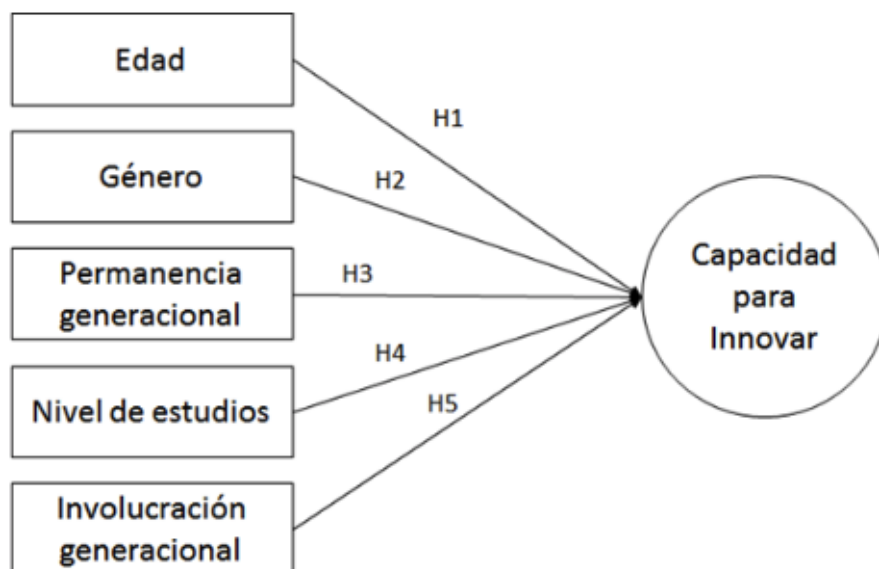 Edad
H1
Género
H2
Permanencia
generacional
H3
Capacidad
para
Innovar
Nivel de estudios
H4
H5
Involucración
generacional